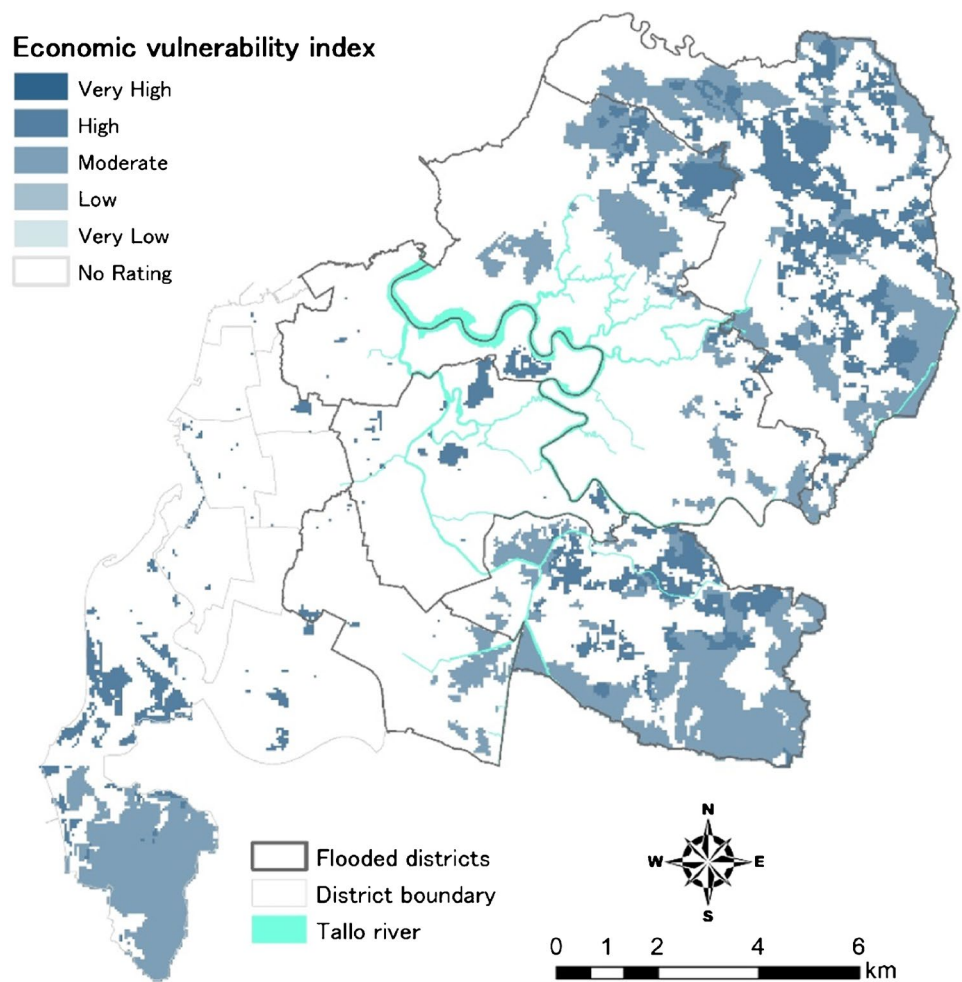 Economic vulnerability index
Very High
High
Moderate
Low
Very Low
No Rating
Flooded districts
District boundary
Tallo river
N
W E
S
0 1 2 4 6
km